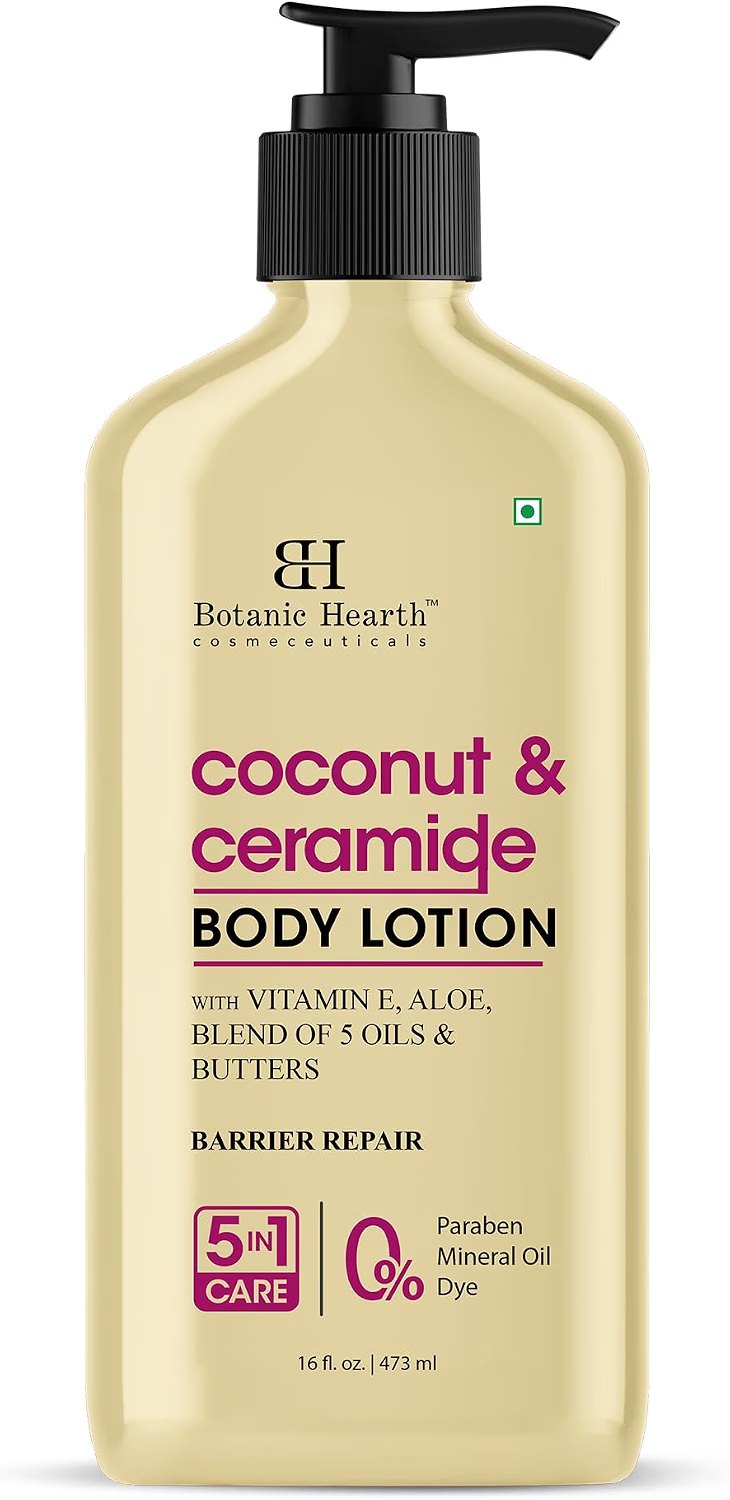 BH
Botanic Hearth™
cosmeceuticals
coconut &
ceramide
BODY LOTION
WITH VITAMIN E, ALOE,
BLEND OF 5 OILS &
BUTTERS
BARRIER REPAIR
5 IN 1
CARE
0%
Paraben
Mineral Oil
Dye
16 fl. oz. | 473 ml